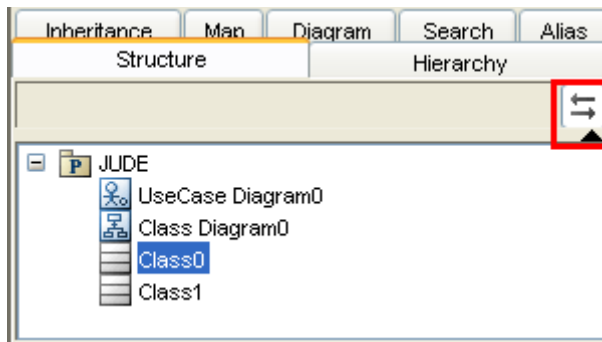 Inheritance Map Diagram Search Alias
Structure Hierarchy
P JUDE
UseCase Diagram0
Class Diagram0
Class0
Class1